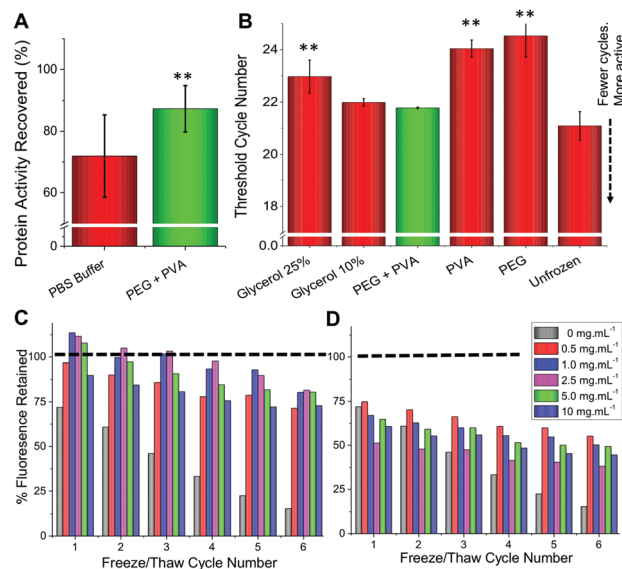 A
Protein Activity Recovered (%)
100
80
60
0
**
PBS Buffer
PEG + PVA
B
Threshold Cycle Number
24
22
20
18
0.0
**
**
**
Glycerol 25%
Glycerol 10%
PEG + PVA
PVA
PEG
Unfrozen
Fewer cycles.
More active
C
% Fluoresence Retained
100
75
50
25
0
1 2 3 4 5 6
Freeze/Thaw Cycle Number
D
100
75
50
25
0
1 2 3 4 5 6
Freeze/Thaw Cycle Number
0 mg.mL-1
0.5 mg.mL-1
1.0 mg.mL-1
2.5 mg.mL-1
5.0 mg.mL-1
10 mg.mL-1